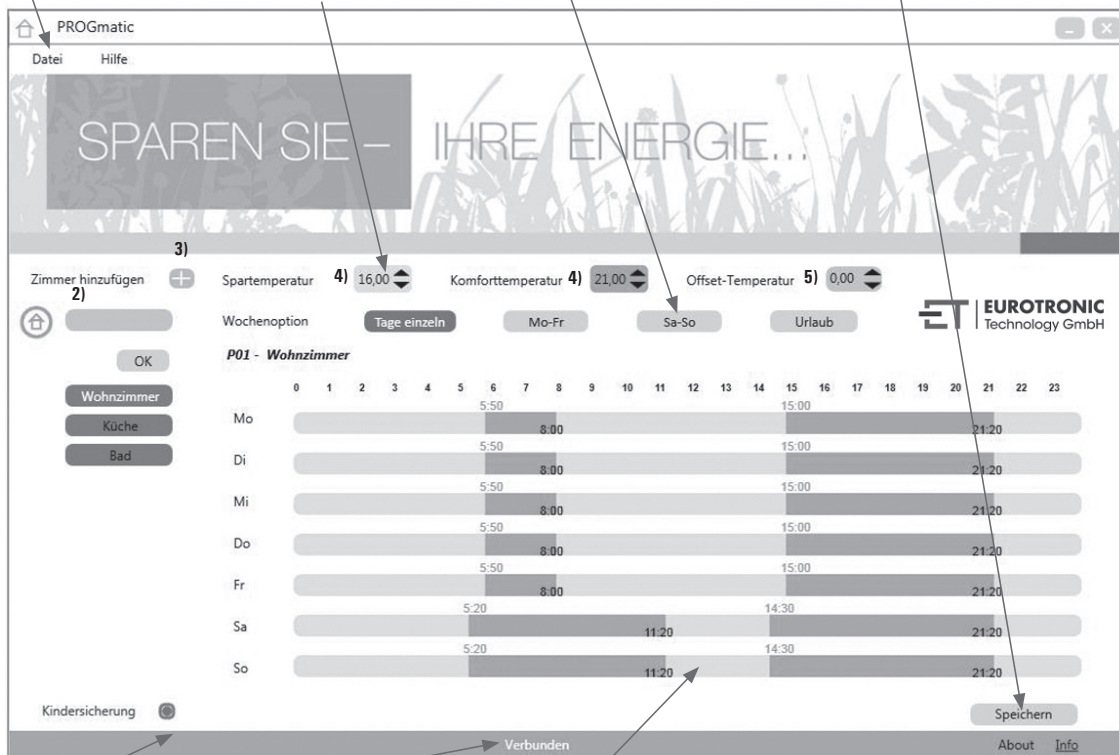 PROGmatic
Datei Hilfe
SPAREN SIE – IHRE ENERGIE...
3)
Zimmer hinzufügen Spartemperatur 4) 16,00 Komforttemperatur 4) 21,00 Offset-Temperatur 5) 0,00
2)
Wochenoption Tage einzeln Mo-Fr Sa-So Urlaub
ET EUROTRONIC
Technology GmbH
OK
P01 - Wohnzimmer
Wohnzimmer
Küche
Bad
0 1 2 3 4 5 6 7 8 9 10 11 12 13 14 15 16 17 18 19 20 21 22 23
5:50 15:00
Mo
8:00 21:20
5:50 15:00
Di
8:00 21:20
5:50 15:00
Mi
8:00 21:20
5:50 15:00
Do
8:00 21:20
5:50 15:00
Fr
8:00 21:20
5:20 14:30
Sa
11:20 21:20
5:20 14:30
So
11:20 21:20
Kindersicherung Speichern
Verbunden About Info